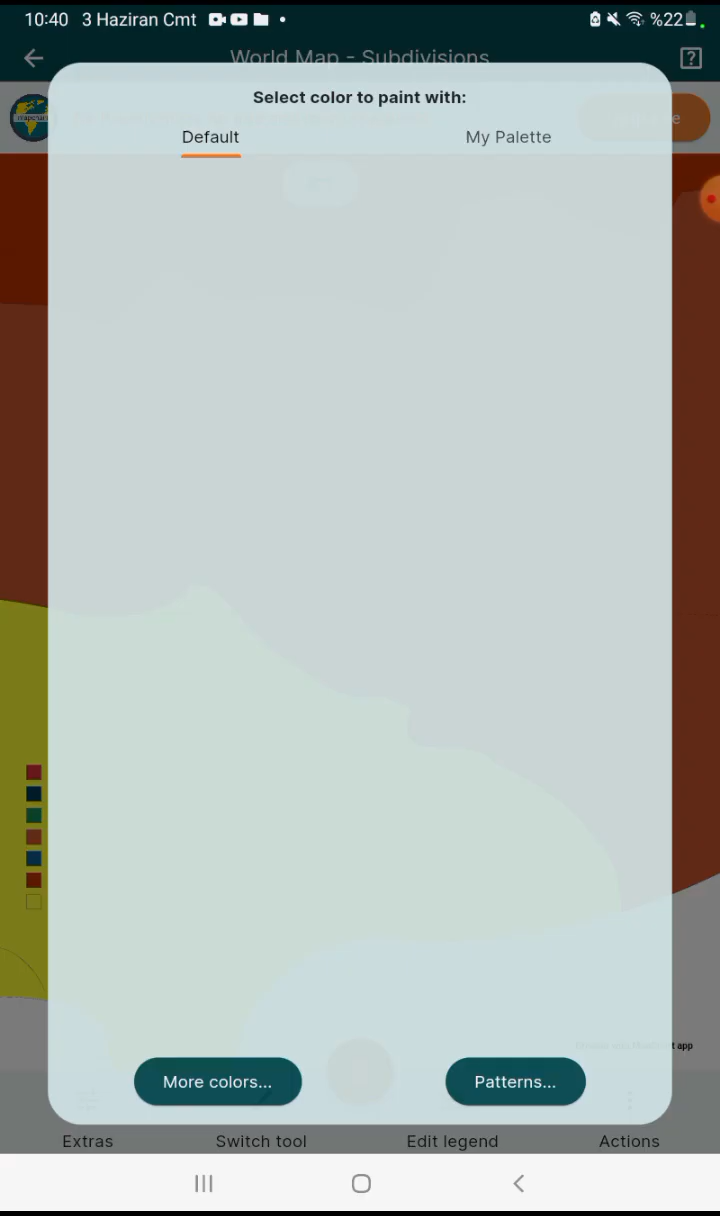 10:40 3 Haziran Cmt %22
World Map - Subdivisions
Select color to paint with:
Default My Palette
More colors... Patterns...
app
Extras Switch tool Edit legend Actions